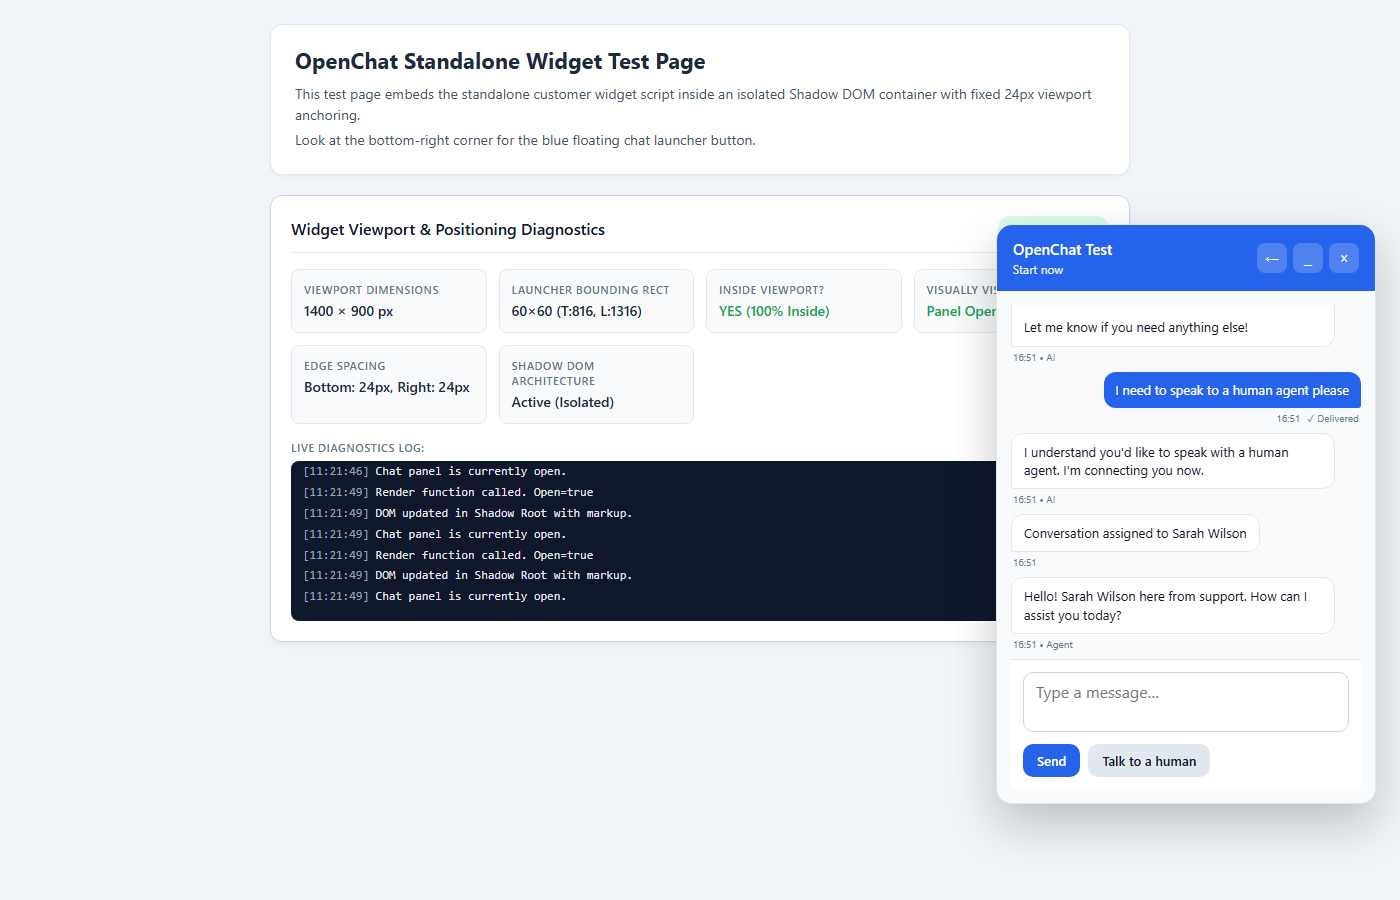 OpenChat Standalone Widget Test Page
This test page embeds the standalone customer widget script inside an isolated Shadow DOM container with fixed 24px viewport
anchoring.
Look at the bottom-right corner for the blue floating chat launcher button.
Widget Viewport & Positioning Diagnostics
VIEWPORT DIMENSIONS
1400 × 900 px
LAUNCHER BOUNDING RECT
60×60 (T:816, L:1316)
INSIDE VIEWPORT?
YES (100% Inside)
VISUALLY
Panel Open
EDGE SPACING
Bottom: 24px, Right: 24px
SHADOW DOM
ARCHITECTURE
Active (Isolated)
LIVE DIAGNOSTICS LOG:
[11:21:46] Chat panel is currently open.
[11:21:49] Render function called. Open=true
[11:21:49] DOM updated in Shadow Root with markup.
[11:21:49] Chat panel is currently open.
[11:21:49] Render function called. Open=true
[11:21:49] DOM updated in Shadow Root with markup.
[11:21:49] Chat panel is currently open.
OpenChat Test
Start now
← _ x
Let me know if you need anything else!
16:51 • AI
I need to speak to a human agent please
16:51 ✓ Delivered
I understand you'd like to speak with a human
agent. I'm connecting you now.
16:51 • AI
Conversation assigned to Sarah Wilson
16:51
Hello! Sarah Wilson here from support. How can I
assist you today?
16:51 • Agent
Type a message...
Send
Talk to a human